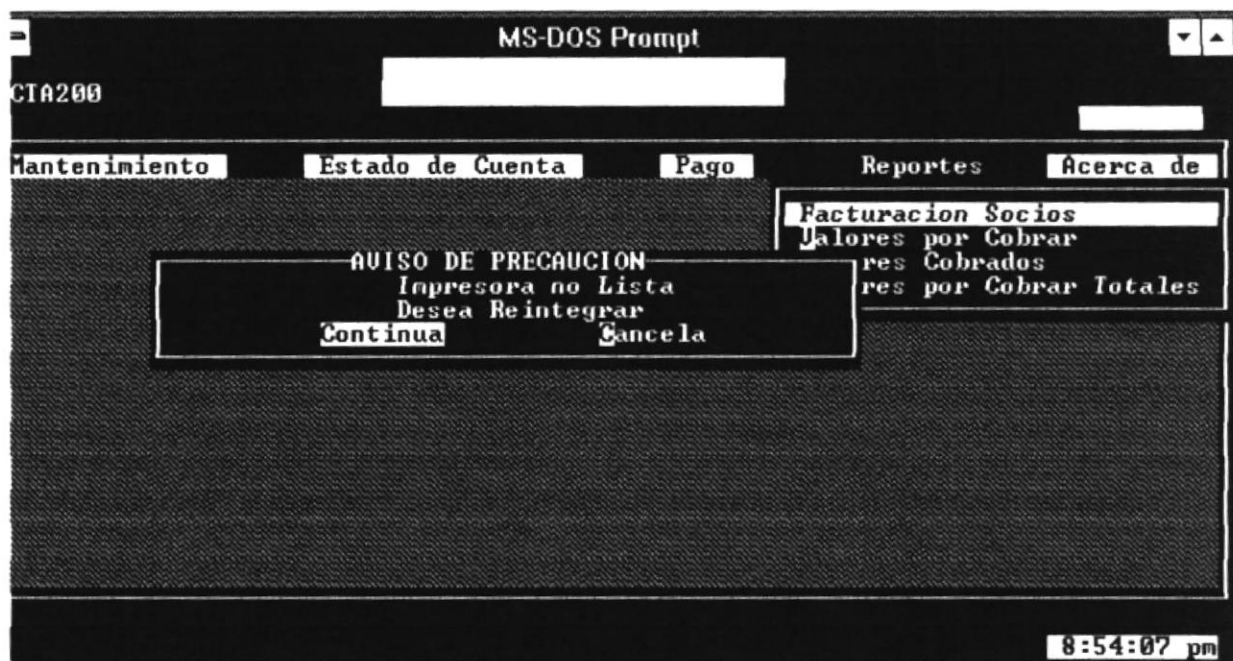 MS-DOS Prompt
CTA200
Mantenimiento Estado de Cuenta Pago Reportes Acerca de
Facturacion Socios
Valores por Cobrar
res Cobrados
res por Cobrar Totales
AVISO DE PRECAUCION
Impresora no Lista
Desea Reintegrar
Continua Cancela
8:54:07 pm